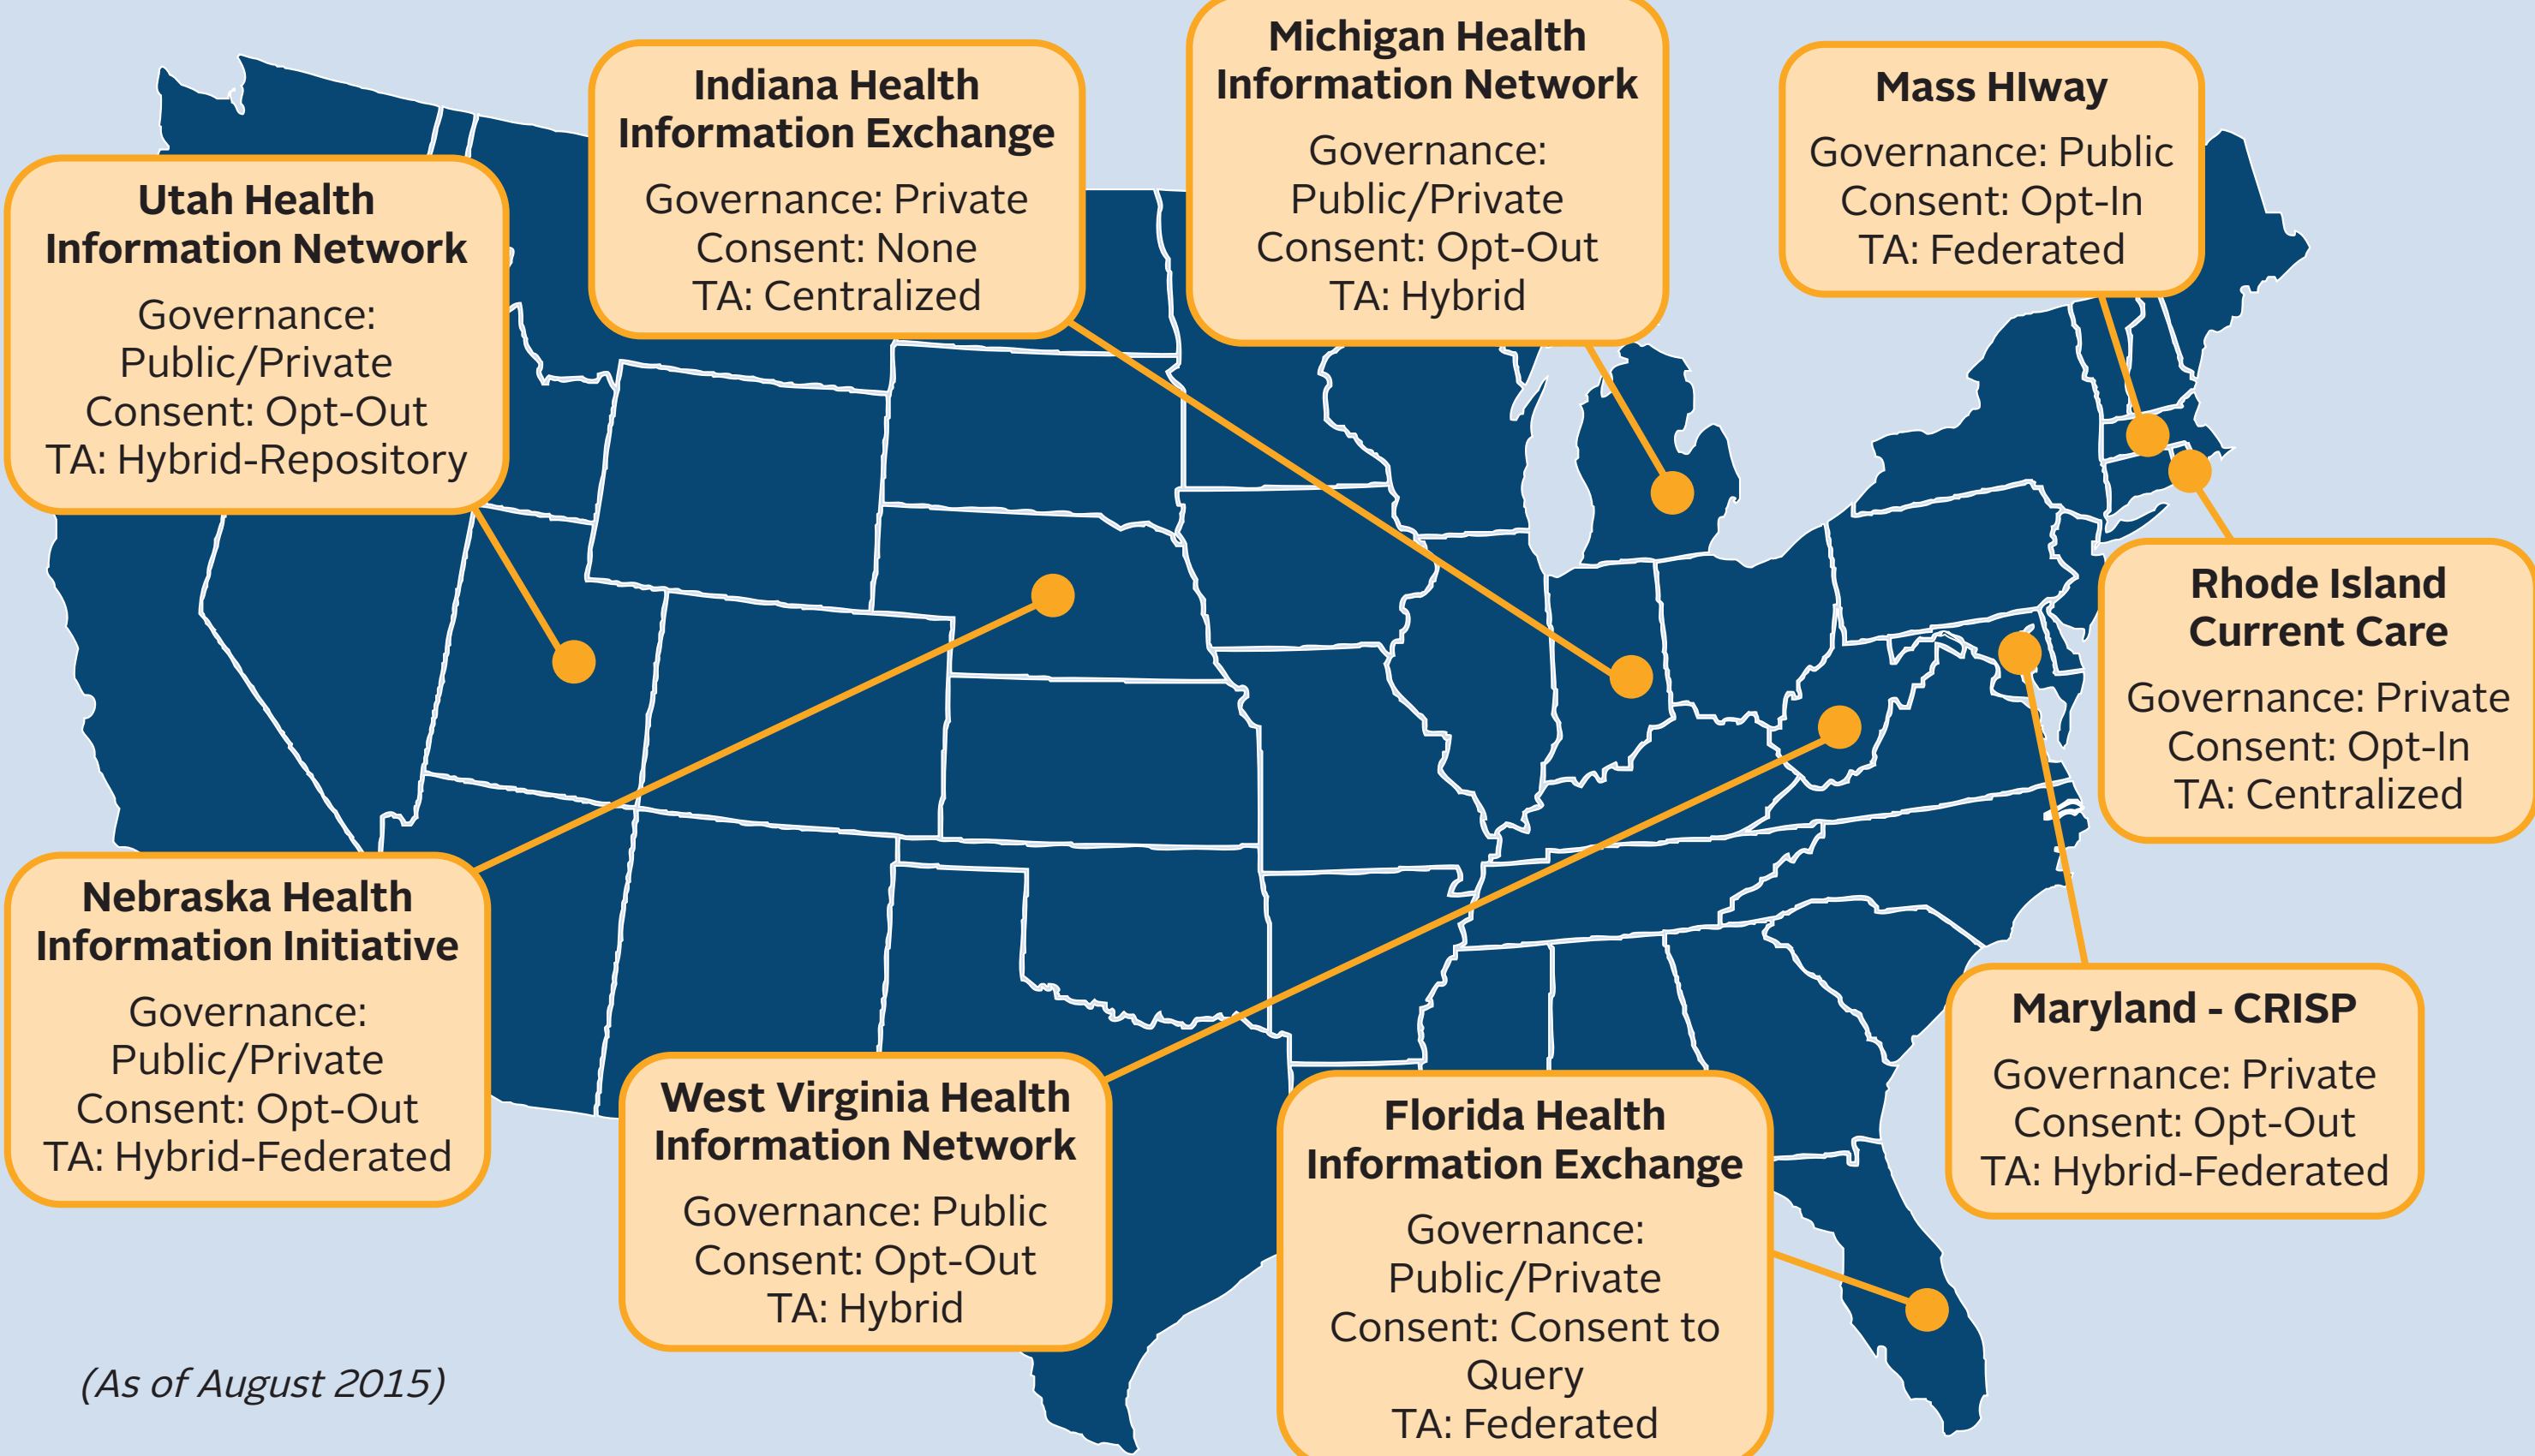 Utah Health
Information Network
Governance:
Public/Private
Consent: Opt-Out
TA: Hybrid-Repository
Indiana Health
Information Exchange
Governance: Private
Consent: None
TA: Centralized
Michigan Health
Information Network
Governance:
Public/Private
Consent: Opt-Out
TA: Hybrid
Mass HIway
Governance: Public
Consent: Opt-In
TA: Federated
Rhode Island
Current Care
Governance: Private
Consent: Opt-In
TA: Centralized
Nebraska Health
Information Initiative
Governance:
Public/Private
Consent: Opt-Out
TA: Hybrid-Federated
West Virginia Health
Information Network
Governance: Public
Consent: Opt-Out
TA: Hybrid
Florida Health
Information Exchange
Governance:
Public/Private
Consent: Consent to
Query
TA: Federated
Maryland - CRISP
Governance: Private
Consent: Opt-Out
TA: Hybrid-Federated
(As of August 2015)